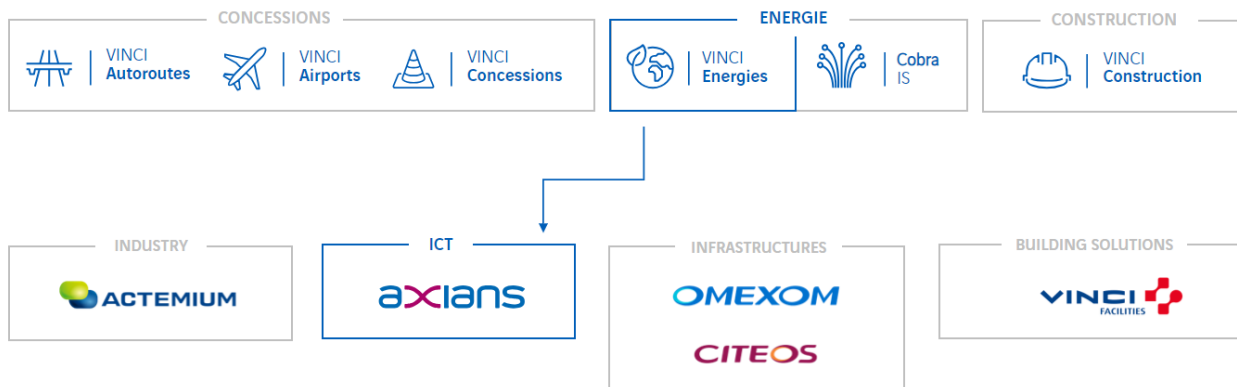 CONCESSIONS
VINCI
Autoroutes
VINCI
Airports
VINCI
Concessions
ENERGIE
VINCI
Energies
Cobra
IS
CONSTRUCTION
VINCI
Construction
INDUSTRY
ACTEMIUM
ICT
axians
INFRASTRUCTURES
OMEXOM
CITEOS
BUILDING SOLUTIONS
VINCI
FACILITIES